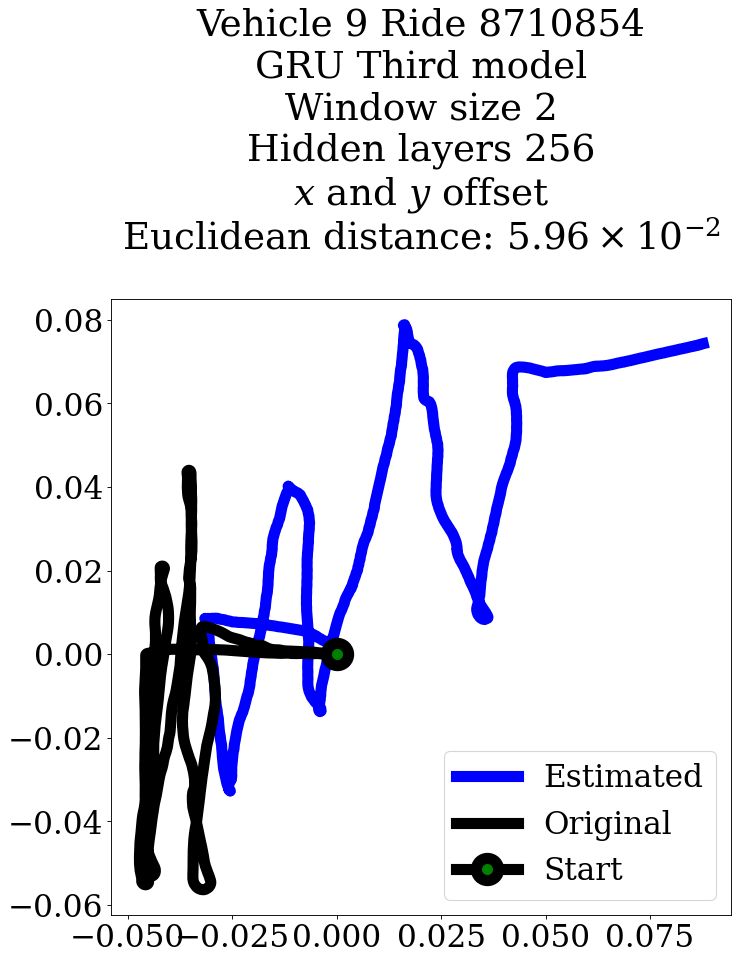 Vehicle 9 Ride 8710854
GRU Third model
Window size 2
Hidden layers 256
x and y offset
Euclidean distance: 5.96 × 10⁻²
0.08
0.06
0.04
0.02
0.00
−0.02
−0.04
−0.06
Estimated
Original
Start
−0.050 −0.025 0.000 0.025 0.050 0.075